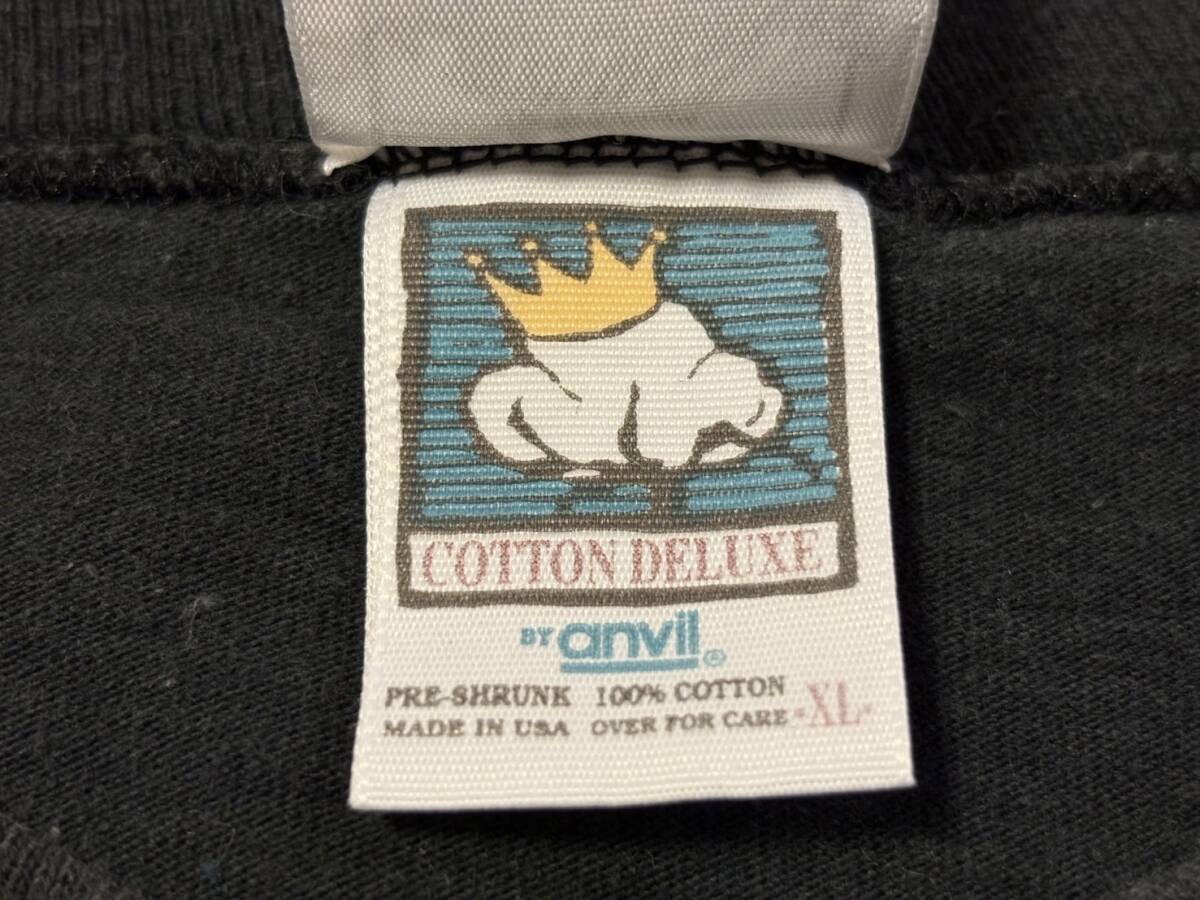 COTTON DELUXE
BY anvil®
PRE-SHRUNK 100% COTTON
MADE IN USA OVER FOR CARE •XL•